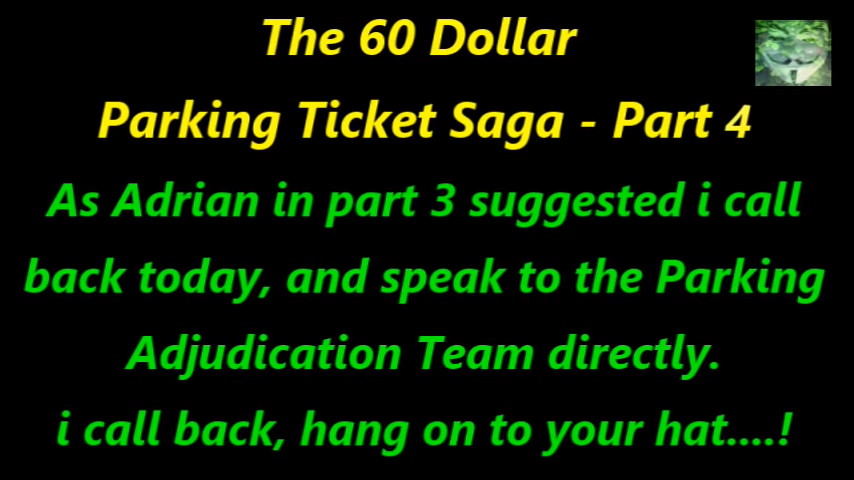 The 60 Dollar
Parking Ticket Saga - Part 4
As Adrian in part 3 suggested i call
back today, and speak to the Parking
Adjudication Team directly.
i call back, hang on to your hat....!